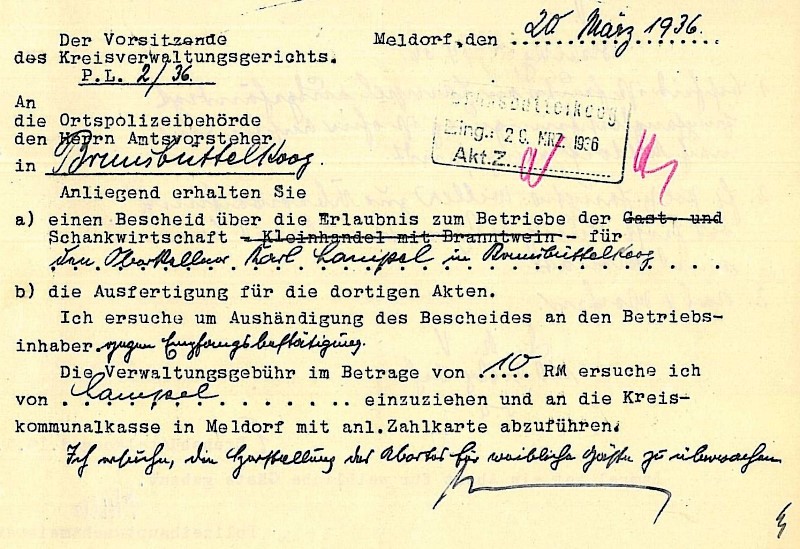 Der Vorsitzende
des Kreisverwaltungsgerichts.
P.L. 2/36.
Meldorf, den 20 März 1936.
An
die Ortspolizeibehörde
den Herrn Amtsvorsteher
in Brunsbüttelkoog.
Brunsbüttelkoog
Eing.: 20. MRZ. 1936
Akt.Z.
Anliegend erhalten Sie
a) einen Bescheid über die Erlaubnis zum Betriebe der Gast- und
Schankwirtschaft - Kleinhandel mit Branntwein - für
den Oberkellner Karl Lampel in Brunsbüttelkoog
b) die Ausfertigung für die dortigen Akten.
Ich ersuche um Aushändigung des Bescheides an den Betriebs-
inhaber gegen Empfangsbestätigung.
Die Verwaltungsgebühr im Betrage von 10 RM ersuche ich
von Lampel einzuziehen und an die Kreis-
kommunalkasse in Meldorf mit anl. Zahlkarte abzuführen.
Ich ersuche, die Herstellung des Abortes für weibliche Gäste zu überwachen